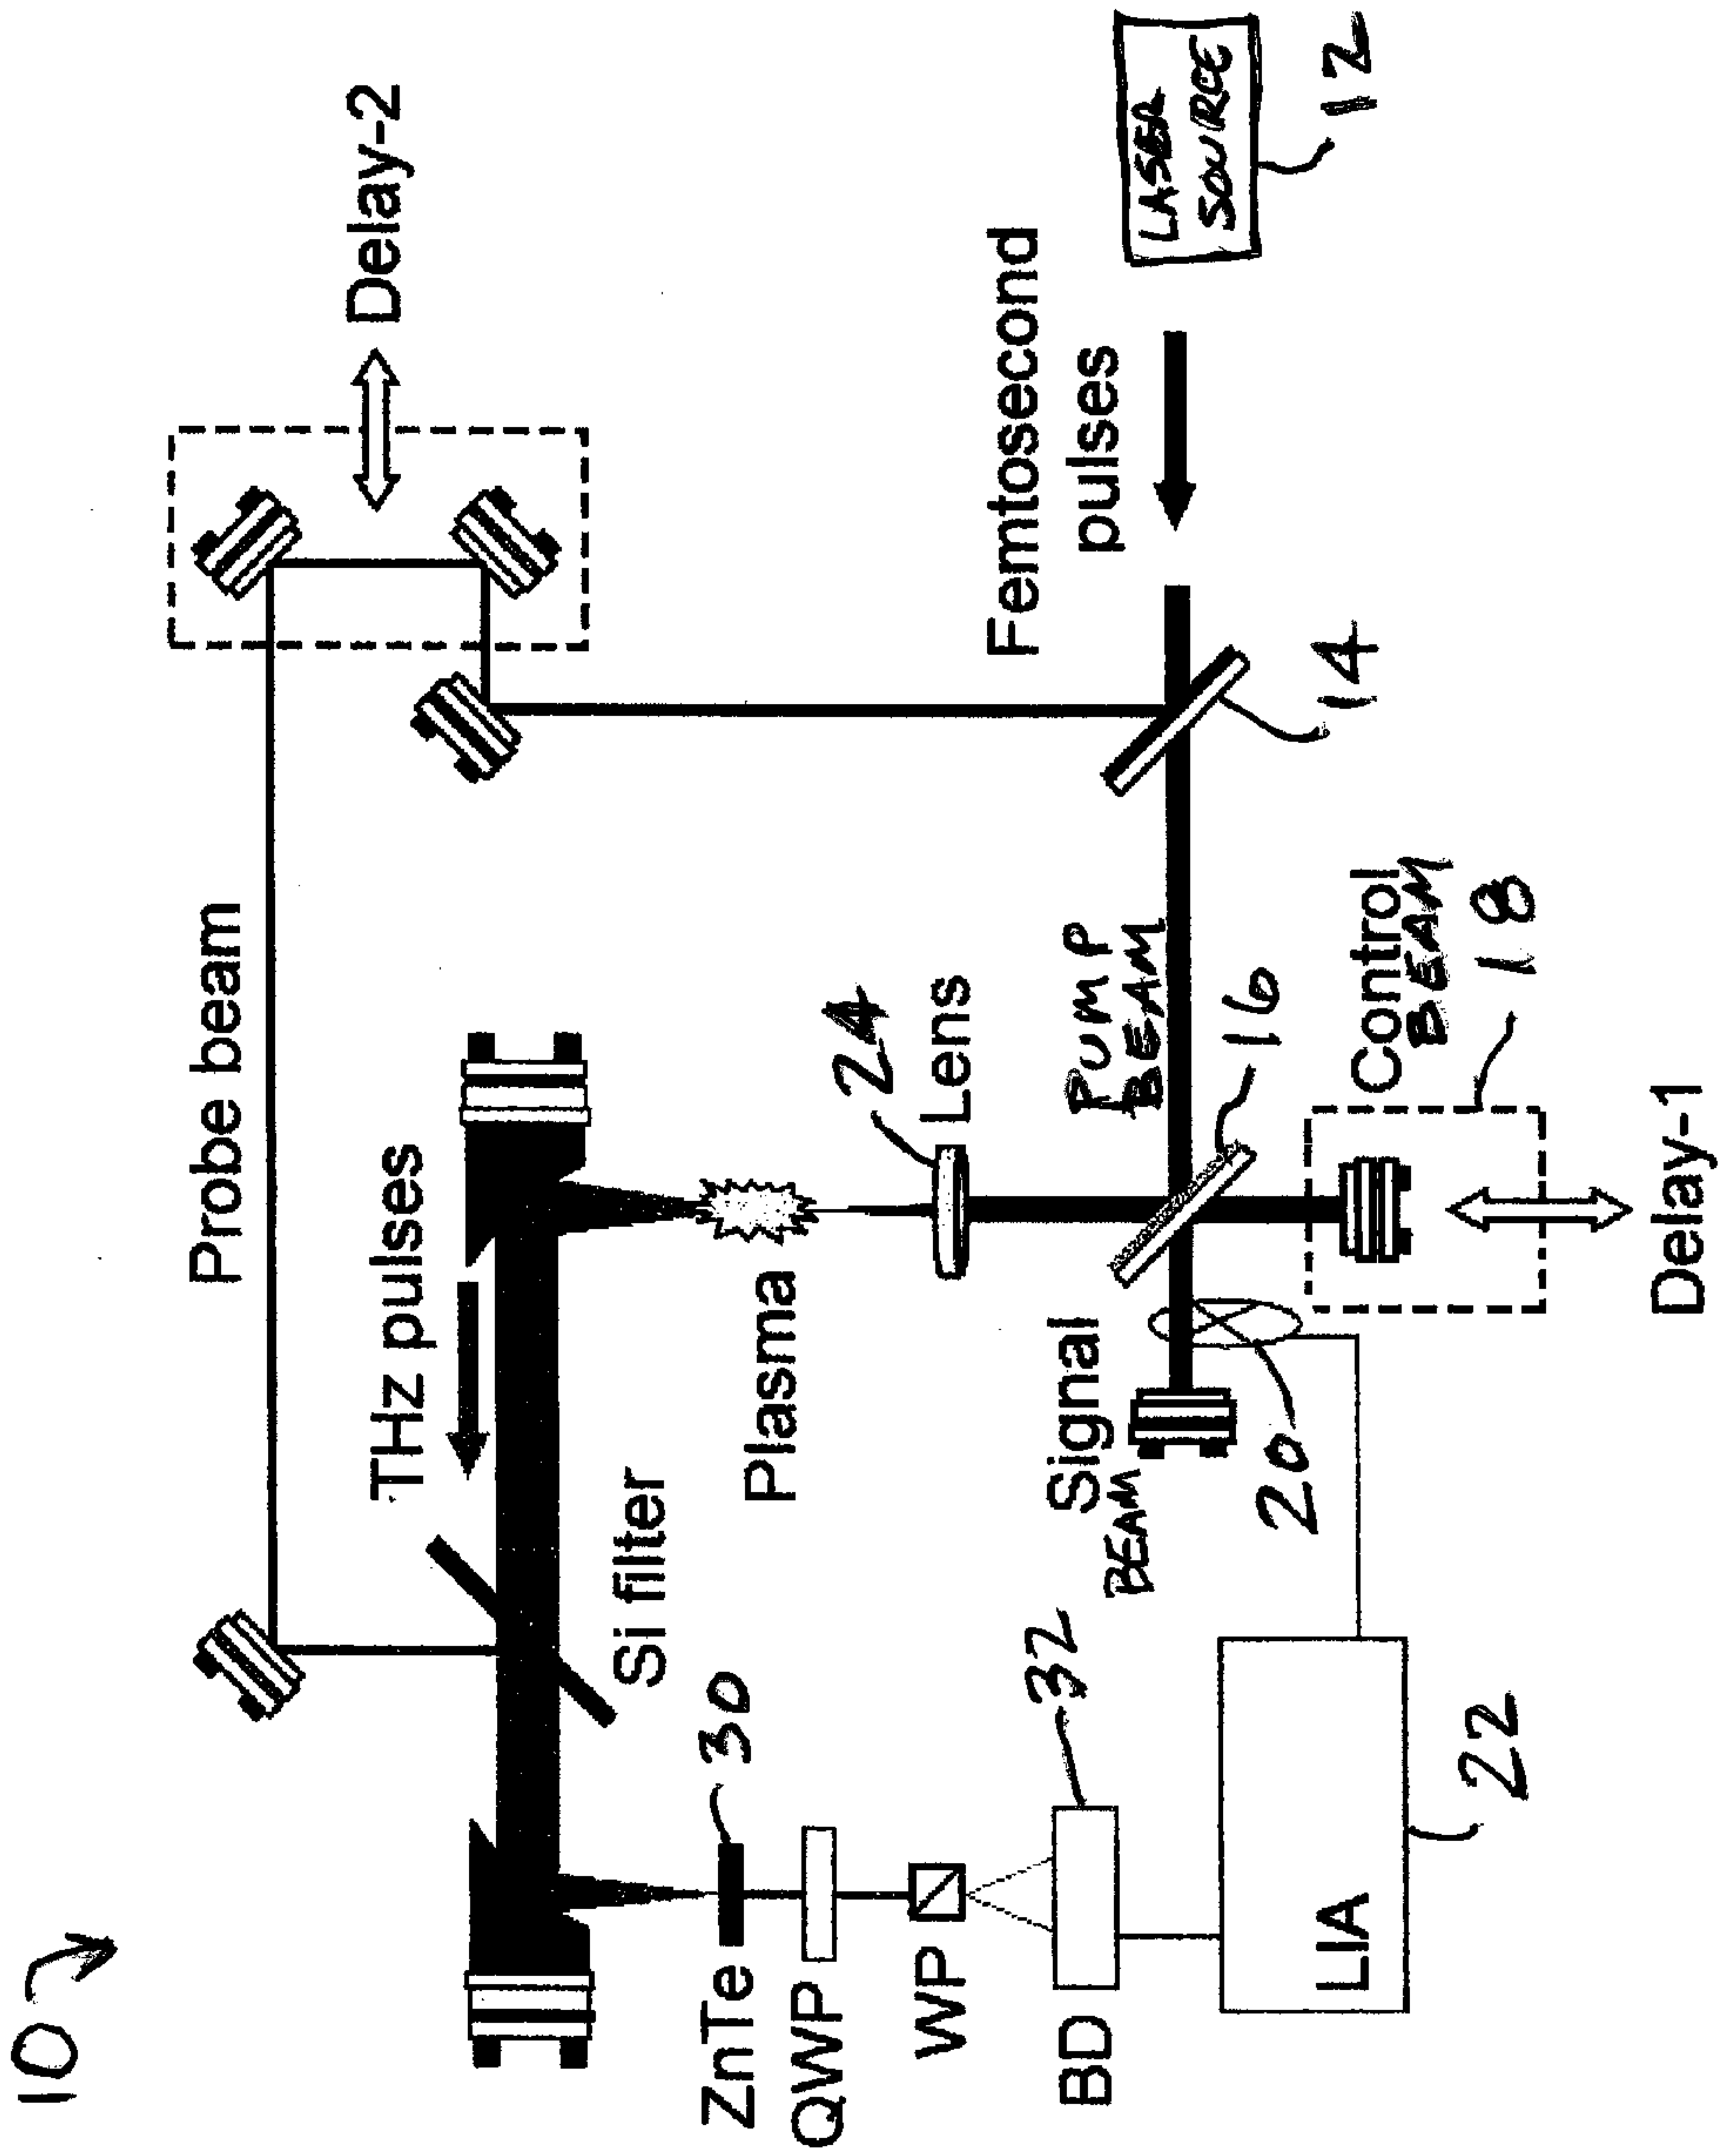 10
Probe beam
Delay-2
THz pulses
Si filter
ZnTe
30
QWP
WP
BD
32
LIA
22
Plasma
24
Lens
Signal
BEAM
20
PUMP
BEAM
16
Control
BEAM
18
Delay-1
Femtosecond
pulses
14
LASER
SOURCE
12